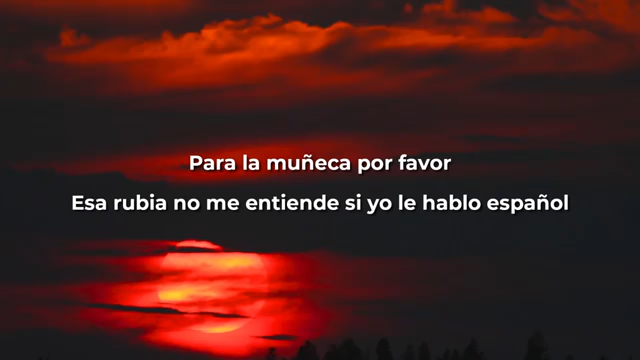 Para la muñeca por favor
Esa rubia no me entiende si yo le hablo español